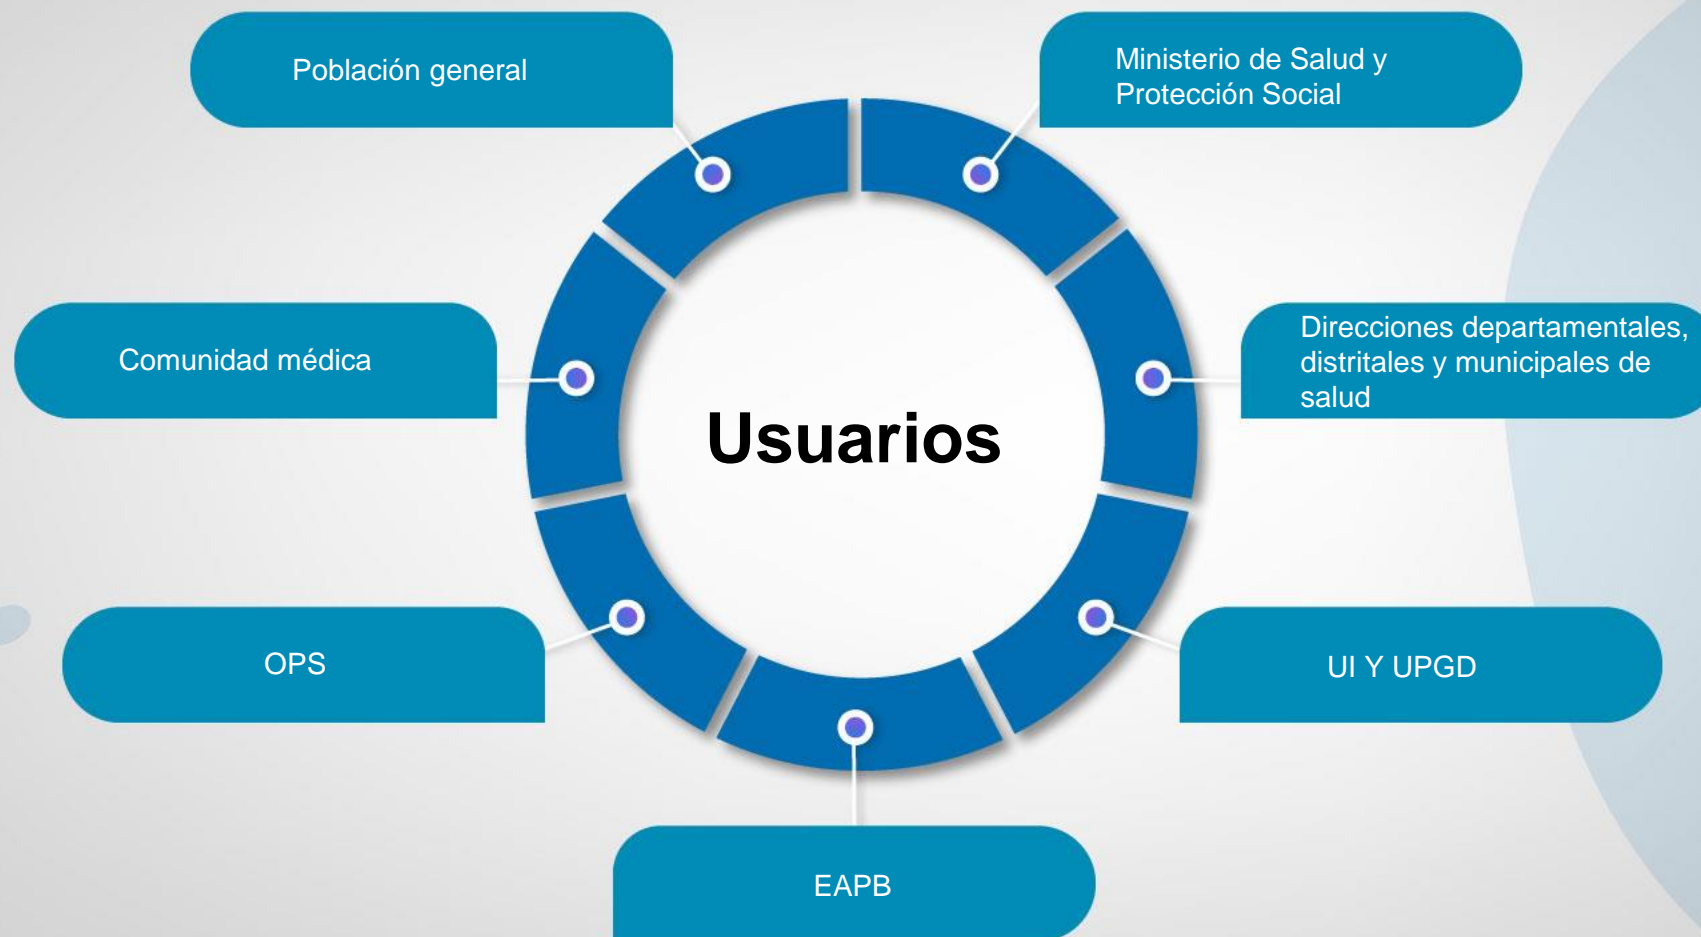 Población general
Ministerio de Salud y
Protección Social
Comunidad médica
Direcciones departamentales,
distritales y municipales de
salud
Usuarios
OPS
UI Y UPGD
EAPB